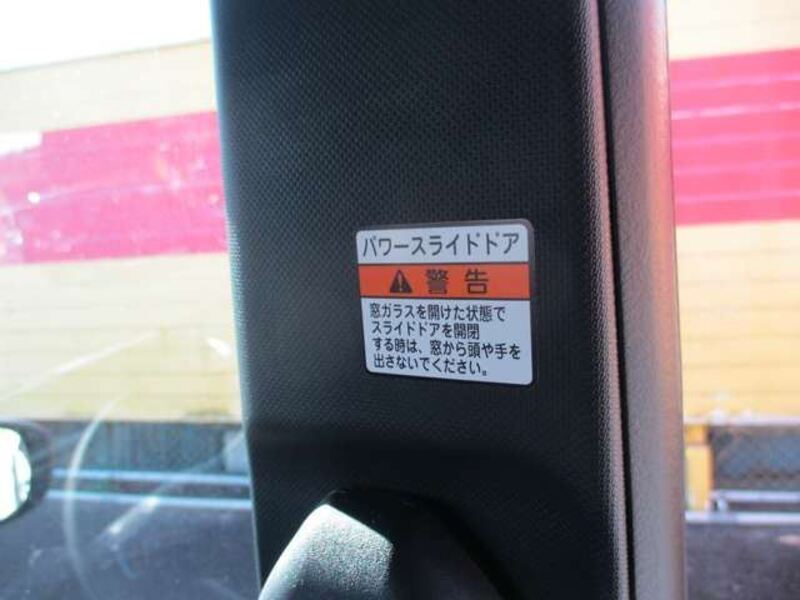 パワースライドドア
警告
窓ガラスを開けた状態で
スライドドアを開閉
する時は、窓から頭や手を
出さないでください。